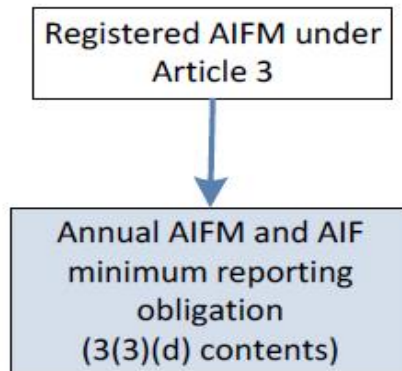 Registered AIFM under
Article 3
Annual AIFM and AIF
minimum reporting
obligation
(3(3)(d) contents)